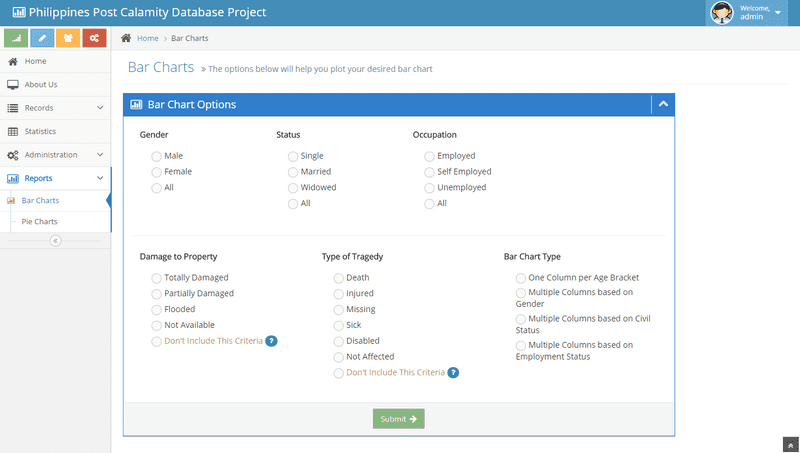 Philippines Post Calamity Database Project
Welcome,
admin
Home
Bar Charts
Home
About Us
Records
Statistics
Administration
Reports
Bar Charts
Pie Charts
Bar Charts
The options below will help you plot your desired bar chart
Bar Chart Options
Gender
Male
Female
All
Status
Single
Married
Widowed
All
Occupation
Employed
Self Employed
Unemployed
All
Damage to Property
Totally Damaged
Partially Damaged
Flooded
Not Available
Don't Include This Criteria ?
Type of Tragedy
Death
Injured
Missing
Sick
Disabled
Not Affected
Don't Include This Criteria ?
Bar Chart Type
One Column per Age Bracket
Multiple Columns based on
Gender
Multiple Columns based on Civil
Status
Multiple Columns based on
Employment Status
Submit